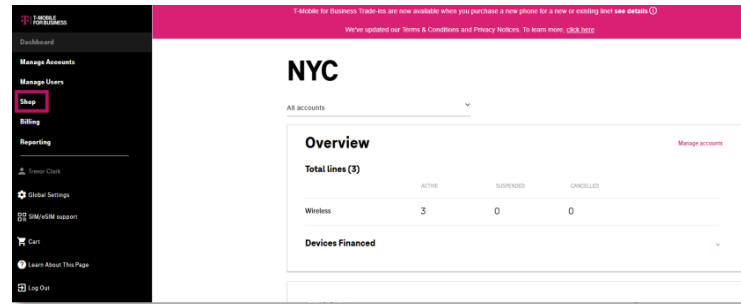 T-Mobile for Business Trade-ins are now available when you purchase a new phone for a new or existing line! see details
We've updated our Terms & Conditions and Privacy Notices. To learn more, click here
T-MOBILE
FOR BUSINESS
Dashboard
Manage Accounts
Manage Users
Shop
Billing
Reporting
Trevor Clark
Global Settings
SIM/eSIM support
Cart
Learn About This Page
Log Out
NYC
All accounts
Overview
Manage accounts
Total lines (3)
ACTIVE SUSPENDED CANCELLED
Wireless 3 0 0
Devices Financed